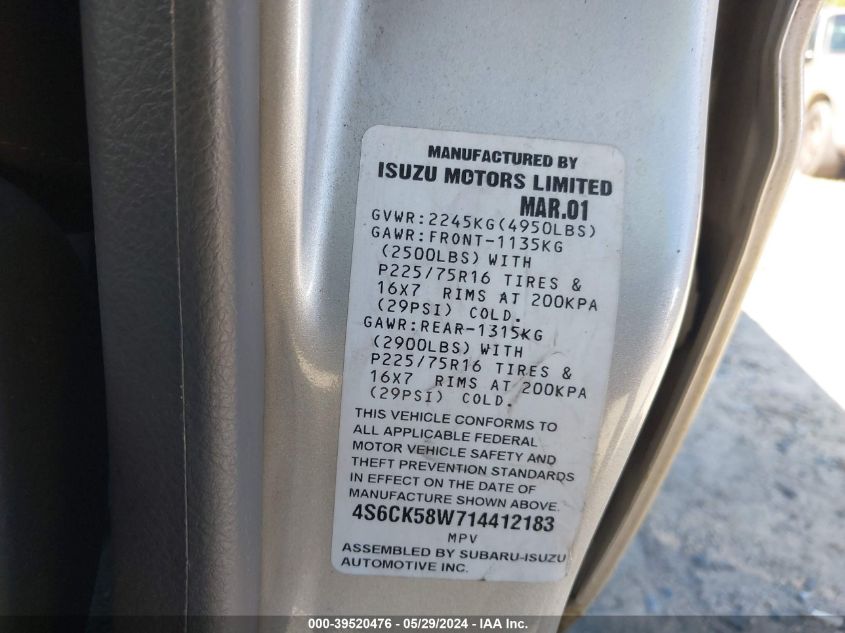 MANUFACTURED BY
ISUZU MOTORS LIMITED
MAR.01
GVWR:2245KG(4950LBS)
GAWR:FRONT-1135KG
(2500LBS) WITH
P225/75R16 TIRES &
16X7 RIMS AT 200KPA
(29PSI) COLD.
GAWR:REAR-1315KG
(2900LBS) WITH
P225/75R16 TIRES &
16X7 RIMS AT 200KPA
(29PSI) COLD.
THIS VEHICLE CONFORMS TO
ALL APPLICABLE FEDERAL
MOTOR VEHICLE SAFETY AND
THEFT PREVENTION STANDARDS
IN EFFECT ON THE DATE OF
MANUFACTURE SHOWN ABOVE.
4S6CK58W714412183
MPV
ASSEMBLED BY SUBARU-ISUZU
AUTOMOTIVE INC.
000-39520476 - 05/29/2024 - IAA Inc.